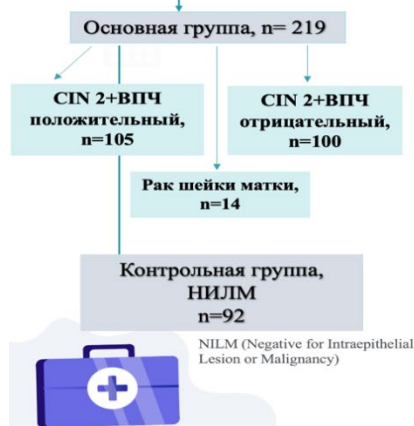 Основная группа, n= 219
CIN 2+ВПЧ
положительный,
n=105
CIN 2+ВПЧ
отрицательный,
n=100
Рак шейки матки,
n=14
Контрольная группа,
НИЛМ
n=92
NILM (Negative for Intraepithelial
Lesion or Malignancy)